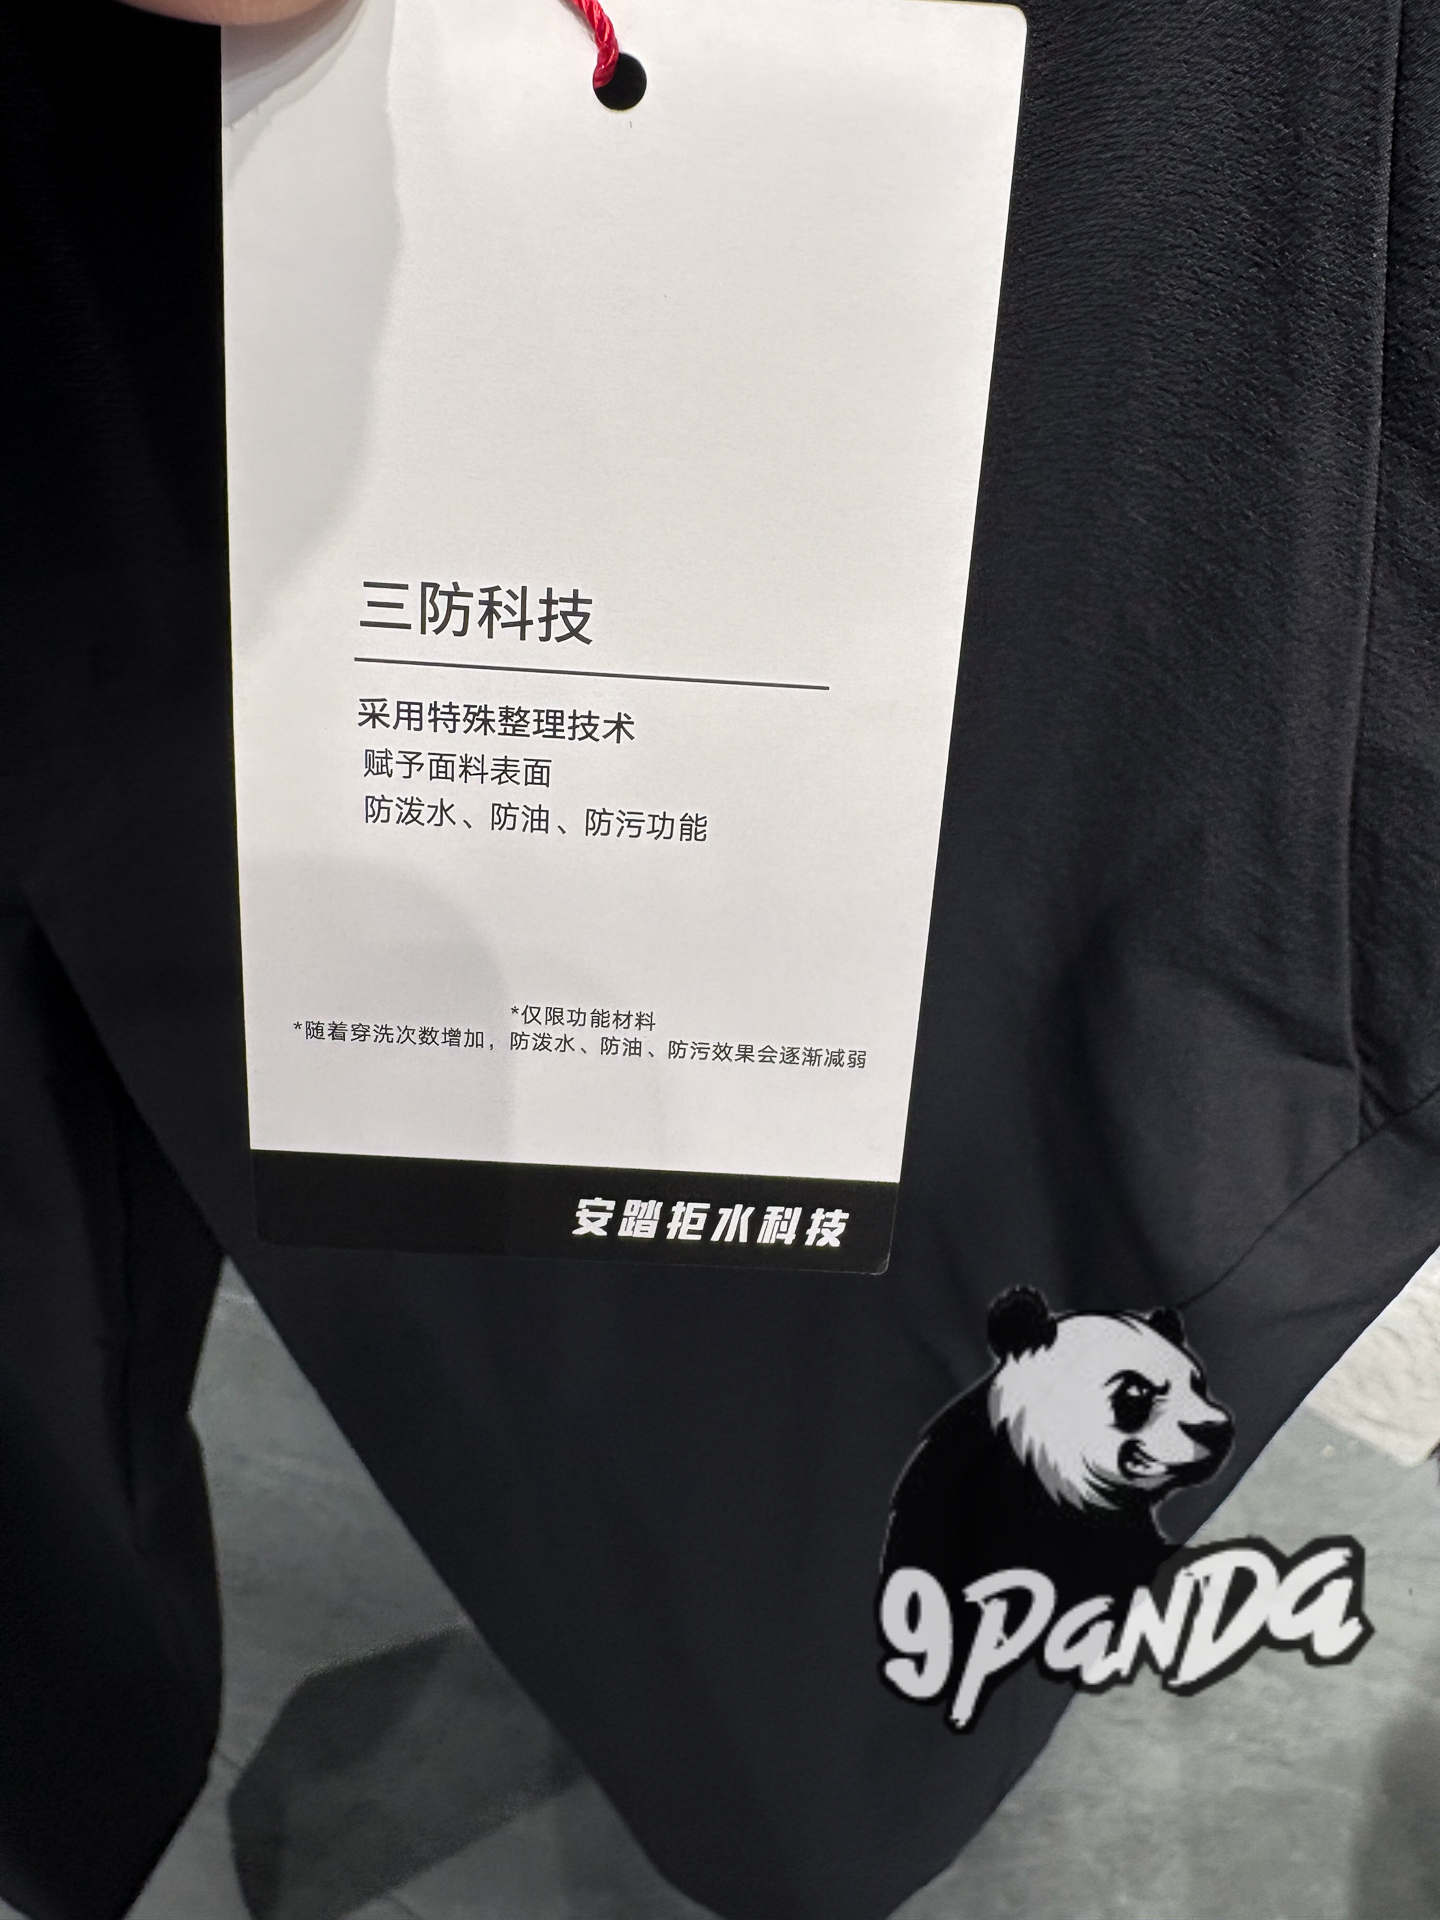 三防科技
采用特殊整理技术
赋予面料表面
防泼水、防油、防污功能
*仅限功能材料
*随着穿洗次数增加，防泼水、防油、防污效果会逐渐减弱
安踏拒水科技
9PANDA